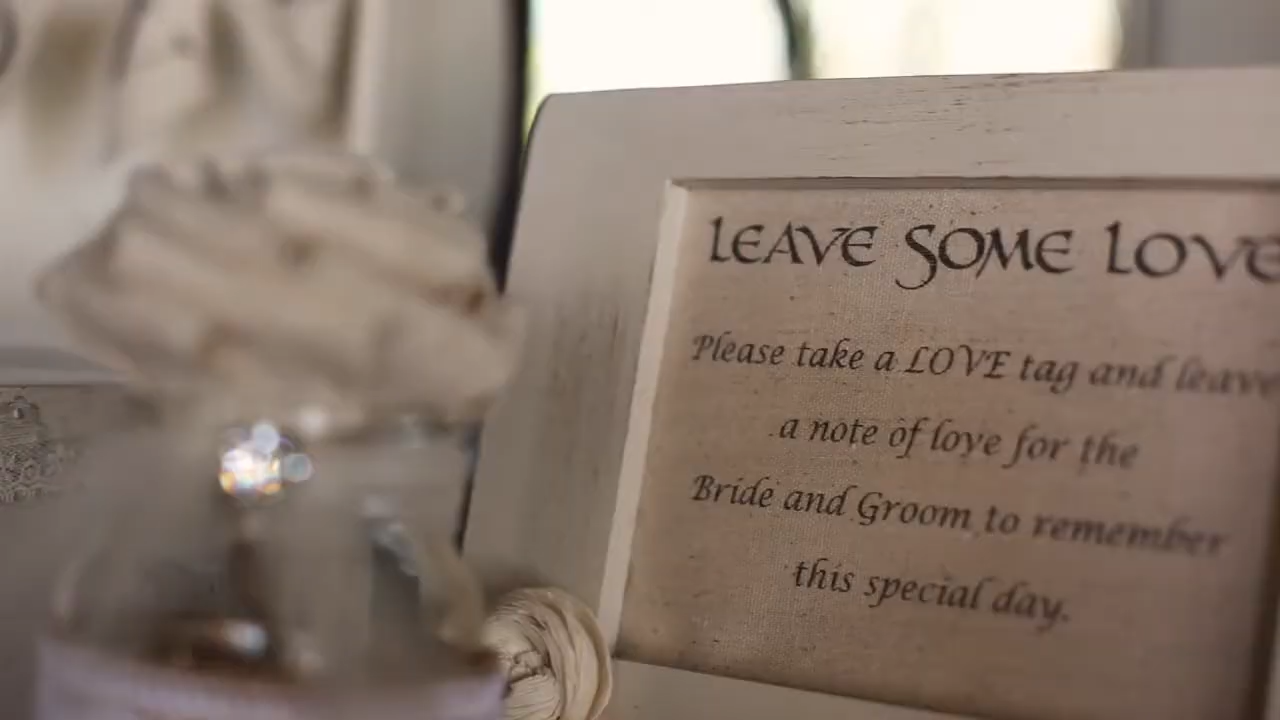 LEAVE SOME LOVE
Please take a LOVE tag and leave
a note of love for the
Bride and Groom to remember
this special day.